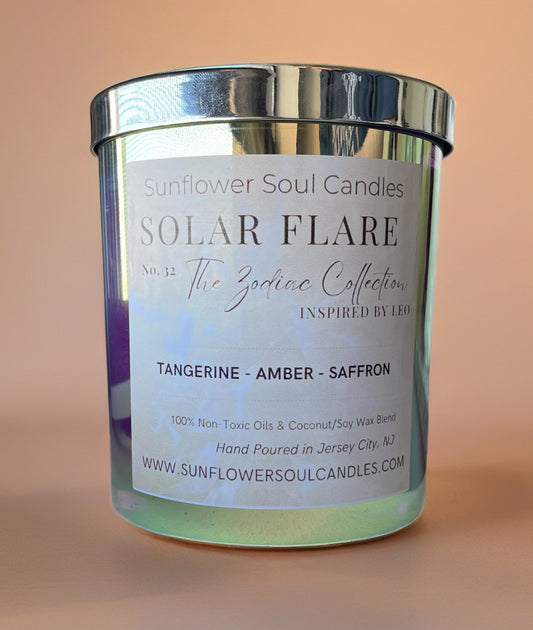 Sunflower Soul Candles
SOLAR FLARE
No. 32 The Zodiac Collection
INSPIRED BY LEO
TANGERINE - AMBER - SAFFRON
100% Non-Toxic Oils & Coconut/Soy Wax Blend
Hand Poured in Jersey City, NJ
WWW.SUNFLOWERSOULCANDLES.COM